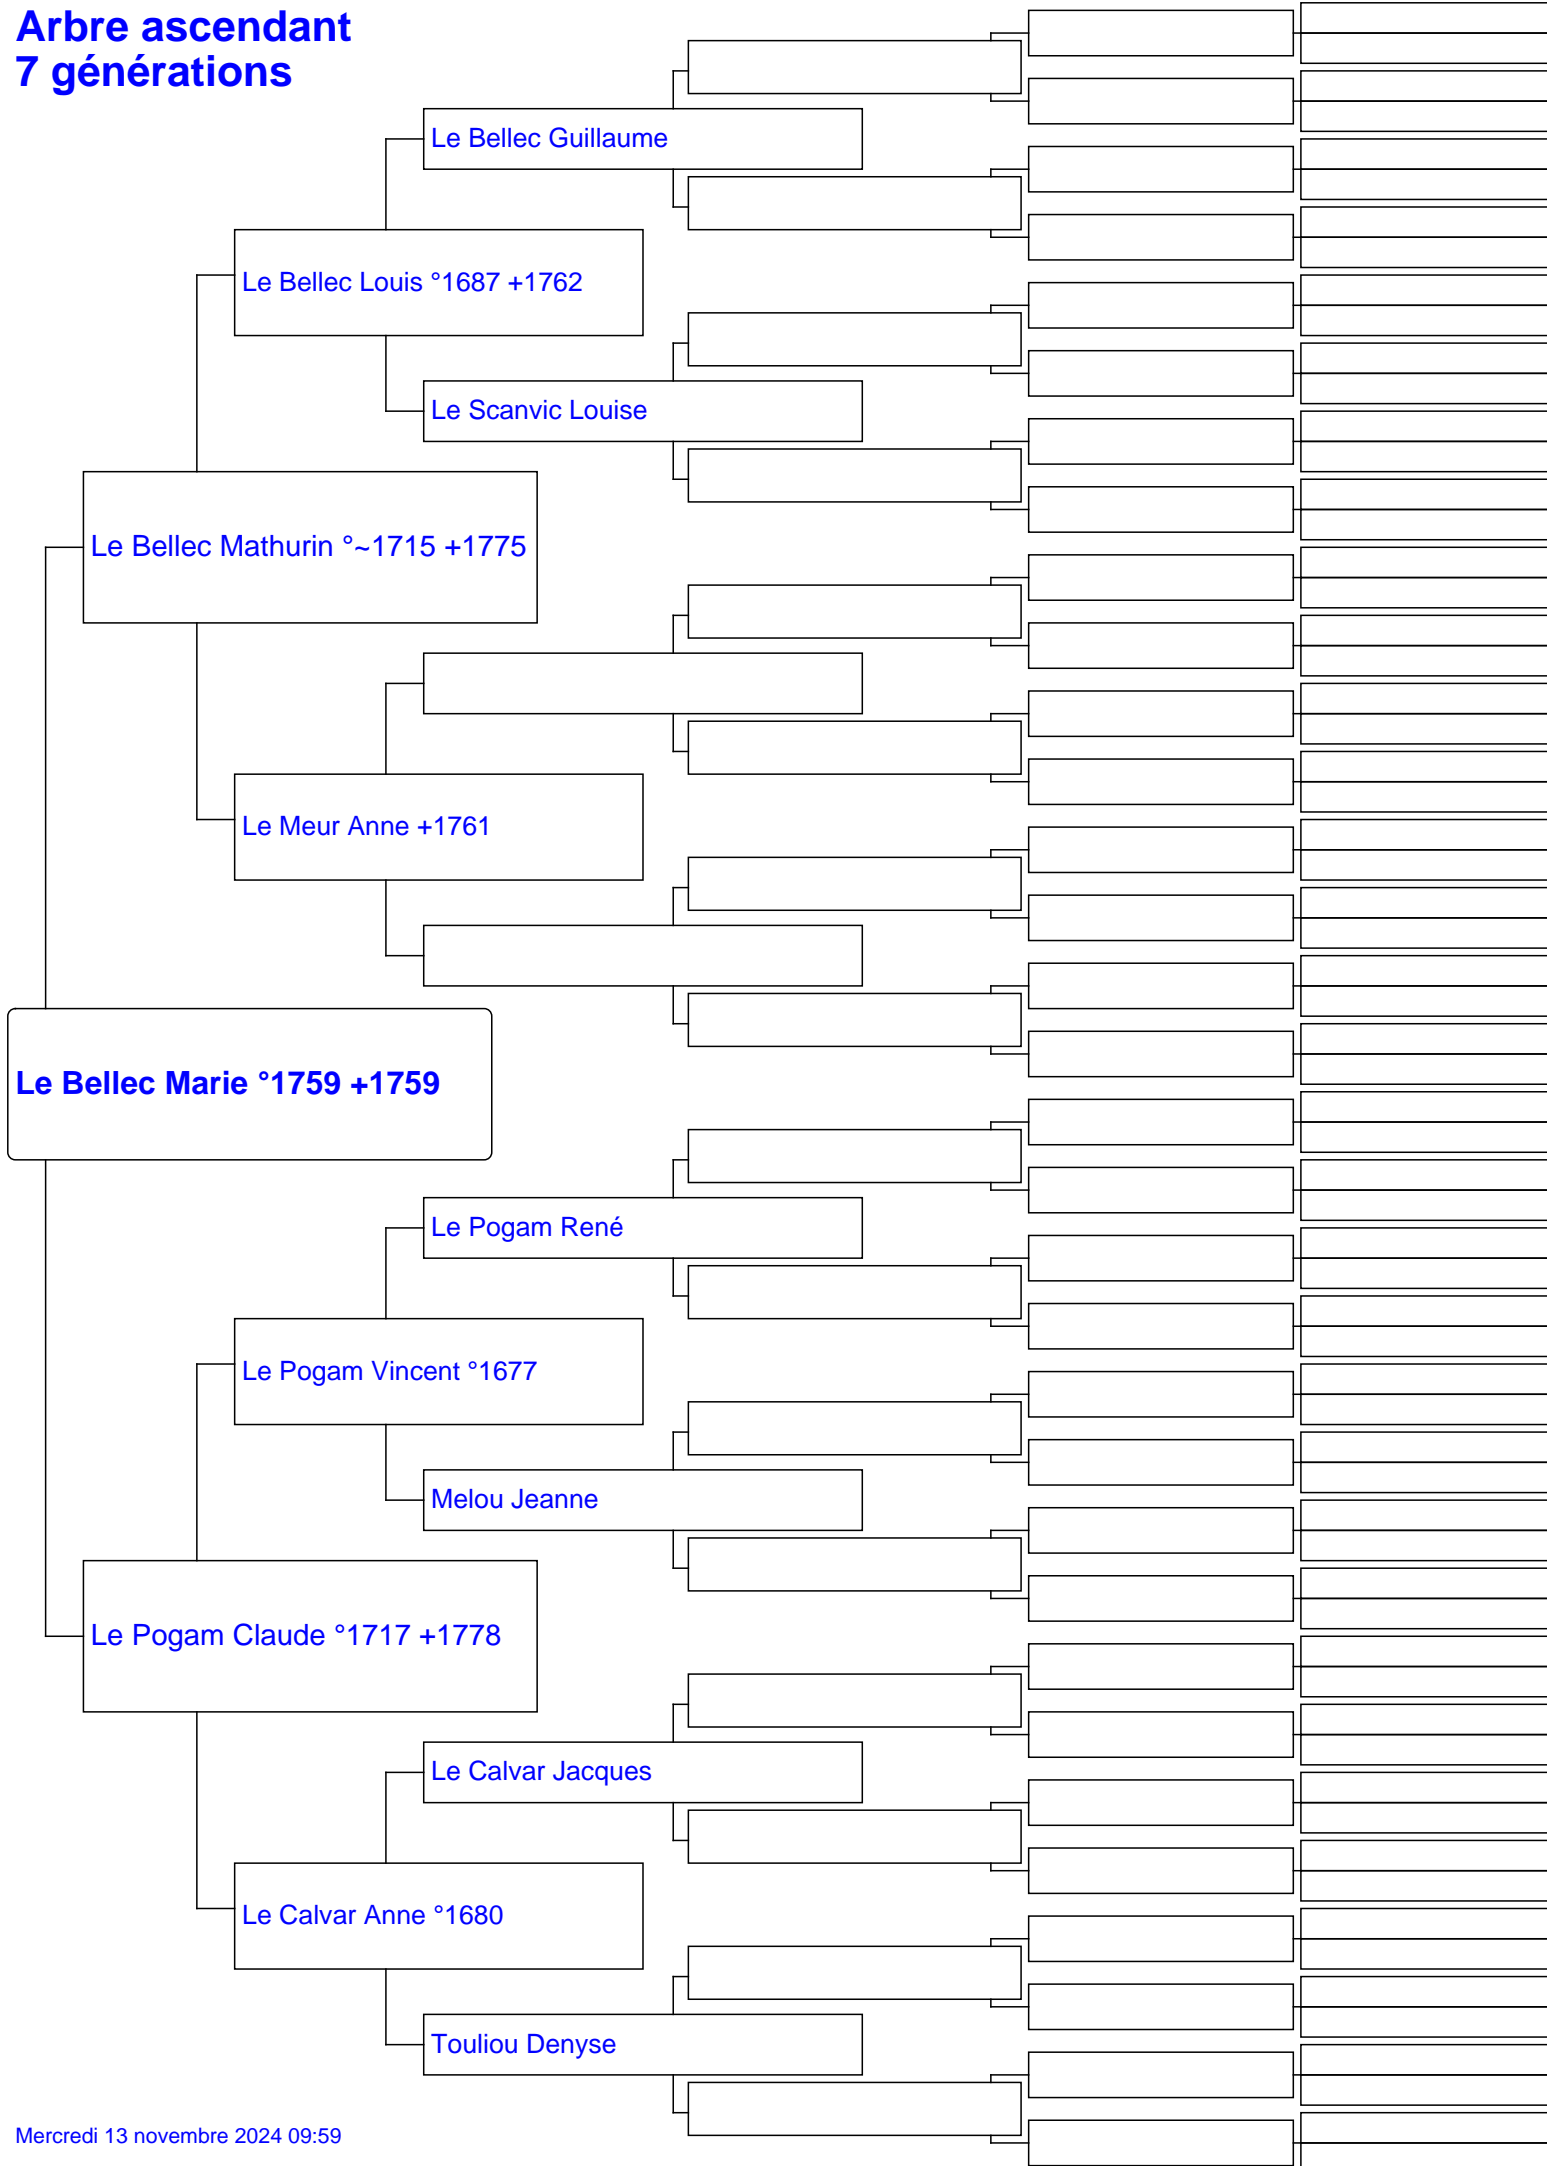 Arbre ascendant
7 générations
Le Bellec Guillaume
Le Bellec Louis °1687 +1762
Le Scanvic Louise
Le Bellec Mathurin °~1715 +1775
Le Meur Anne +1761
Le Bellec Marie °1759 +1759
Le Pogam René
Le Pogam Vincent °1677
Melou Jeanne
Le Pogam Claude °1717 +1778
Le Calvar Jacques
Le Calvar Anne °1680
Touliou Denyse
Mercredi 13 novembre 2024 09:59